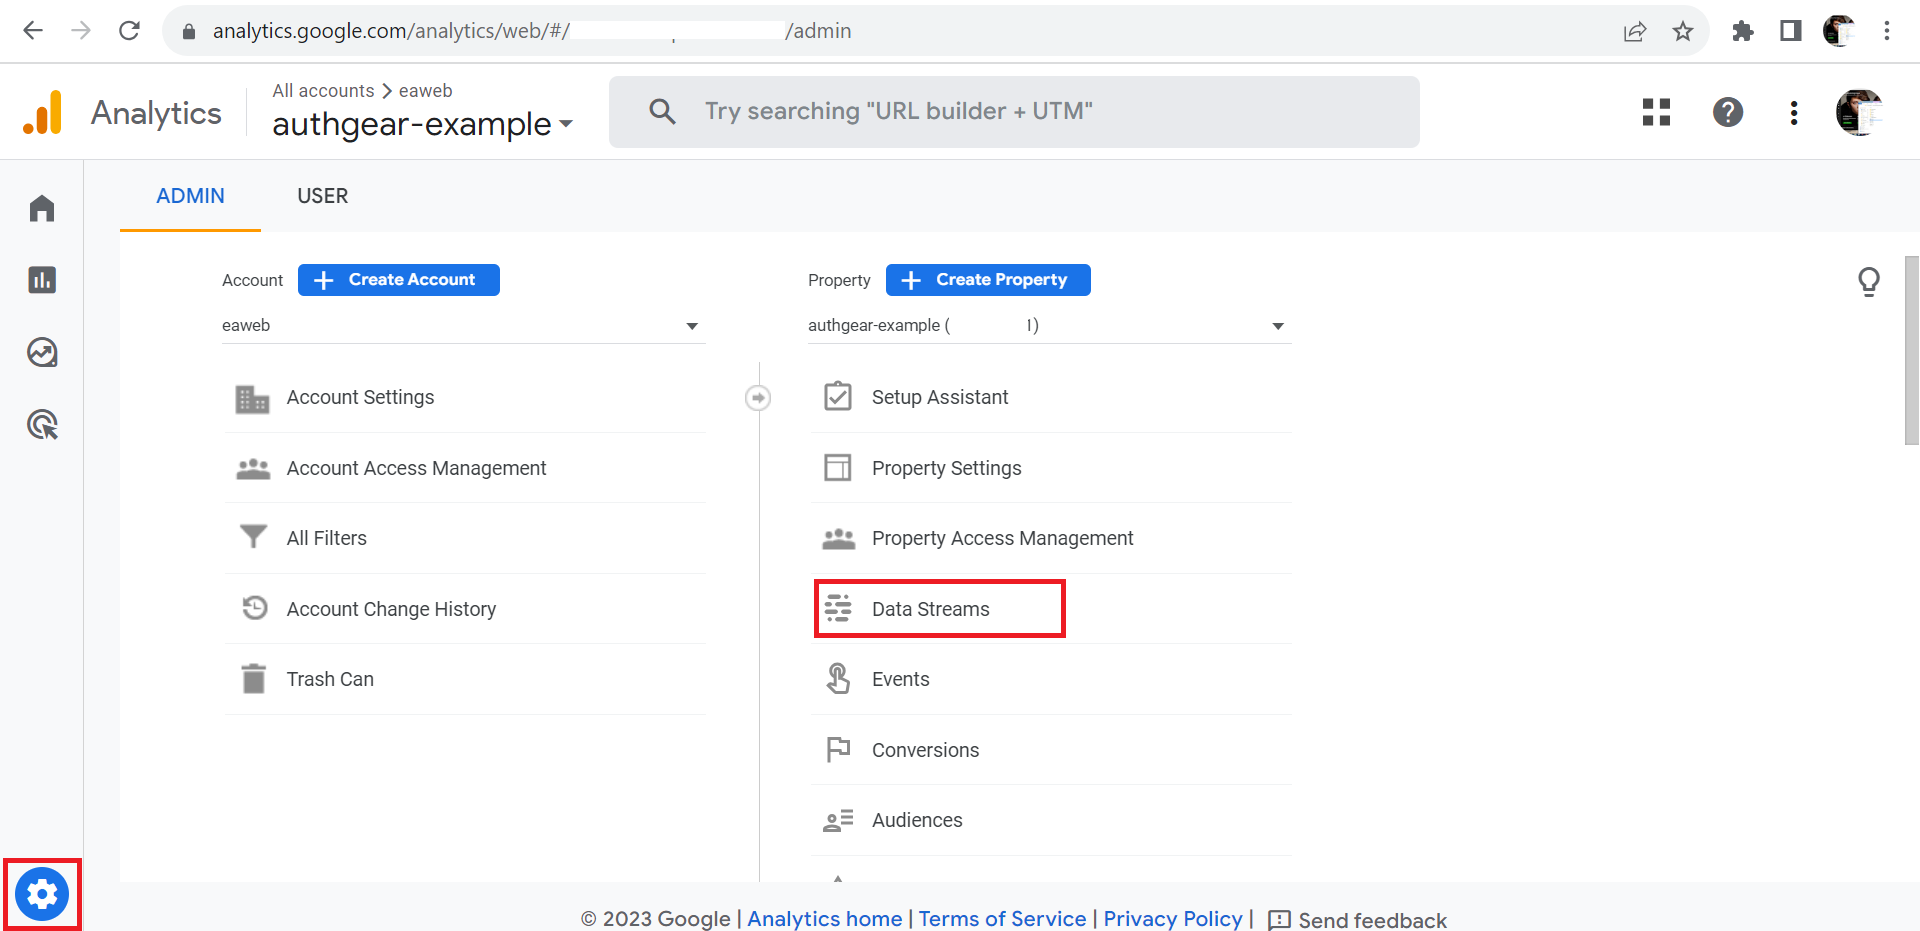 analytics.google.com/analytics/web/#/ /admin
Analytics
All accounts > eaweb
authgear-example
Try searching "URL builder + UTM"
ADMIN
USER
Account
Create Account
eaweb
Account Settings
Account Access Management
All Filters
Account Change History
Trash Can
Property
Create Property
authgear-example ( 1)
Setup Assistant
Property Settings
Property Access Management
Data Streams
Events
Conversions
Audiences
© 2023 Google | Analytics home | Terms of Service | Privacy Policy | Send feedback